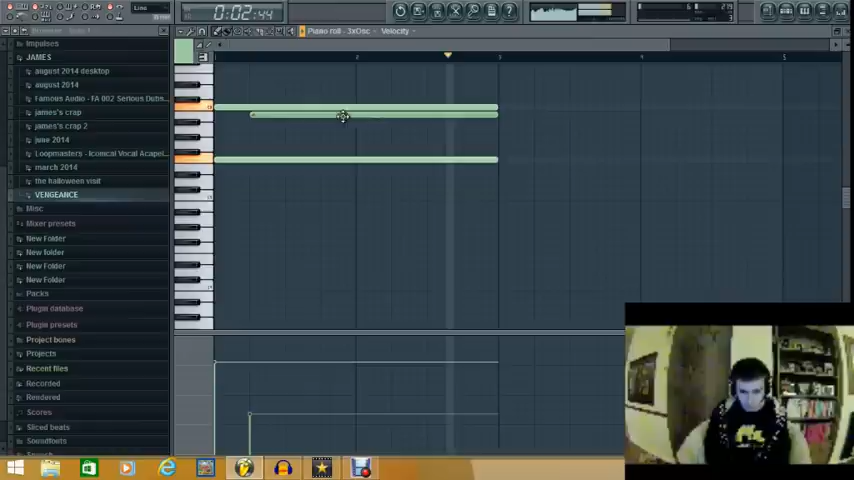 Line
0:02:44
Piano roll - 3xOsc
Velocity
Impulses
JAMES
august 2014 desktop
august 2014
Famous Audio - FA 002 Serious Dubs...
james's crap
james's crap 2
june 2014
Loopmasters - Iconical Vocal Acapel...
march 2014
the halloween visit
VENGEANCE
Misc
Mixer presets
New Folder
New folder
New Folder
New Folder
Packs
Plugin database
Plugin presets
Project bones
Projects
Recent files
Recorded
Rendered
Scores
Sliced beats
Soundfonts
2
3
4
5